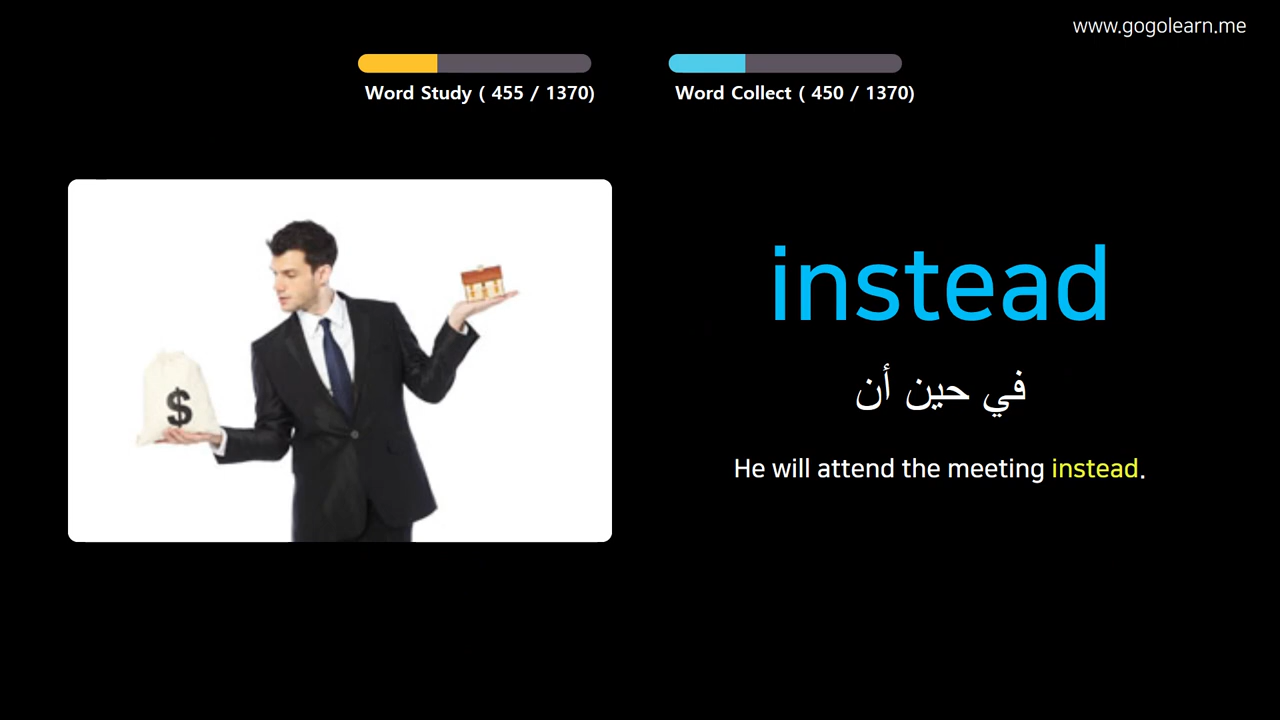 www.gogolearn.me
Word Study ( 455 / 1370)
Word Collect ( 450 / 1370)
$
instead
في حين أن
He will attend the meeting instead.